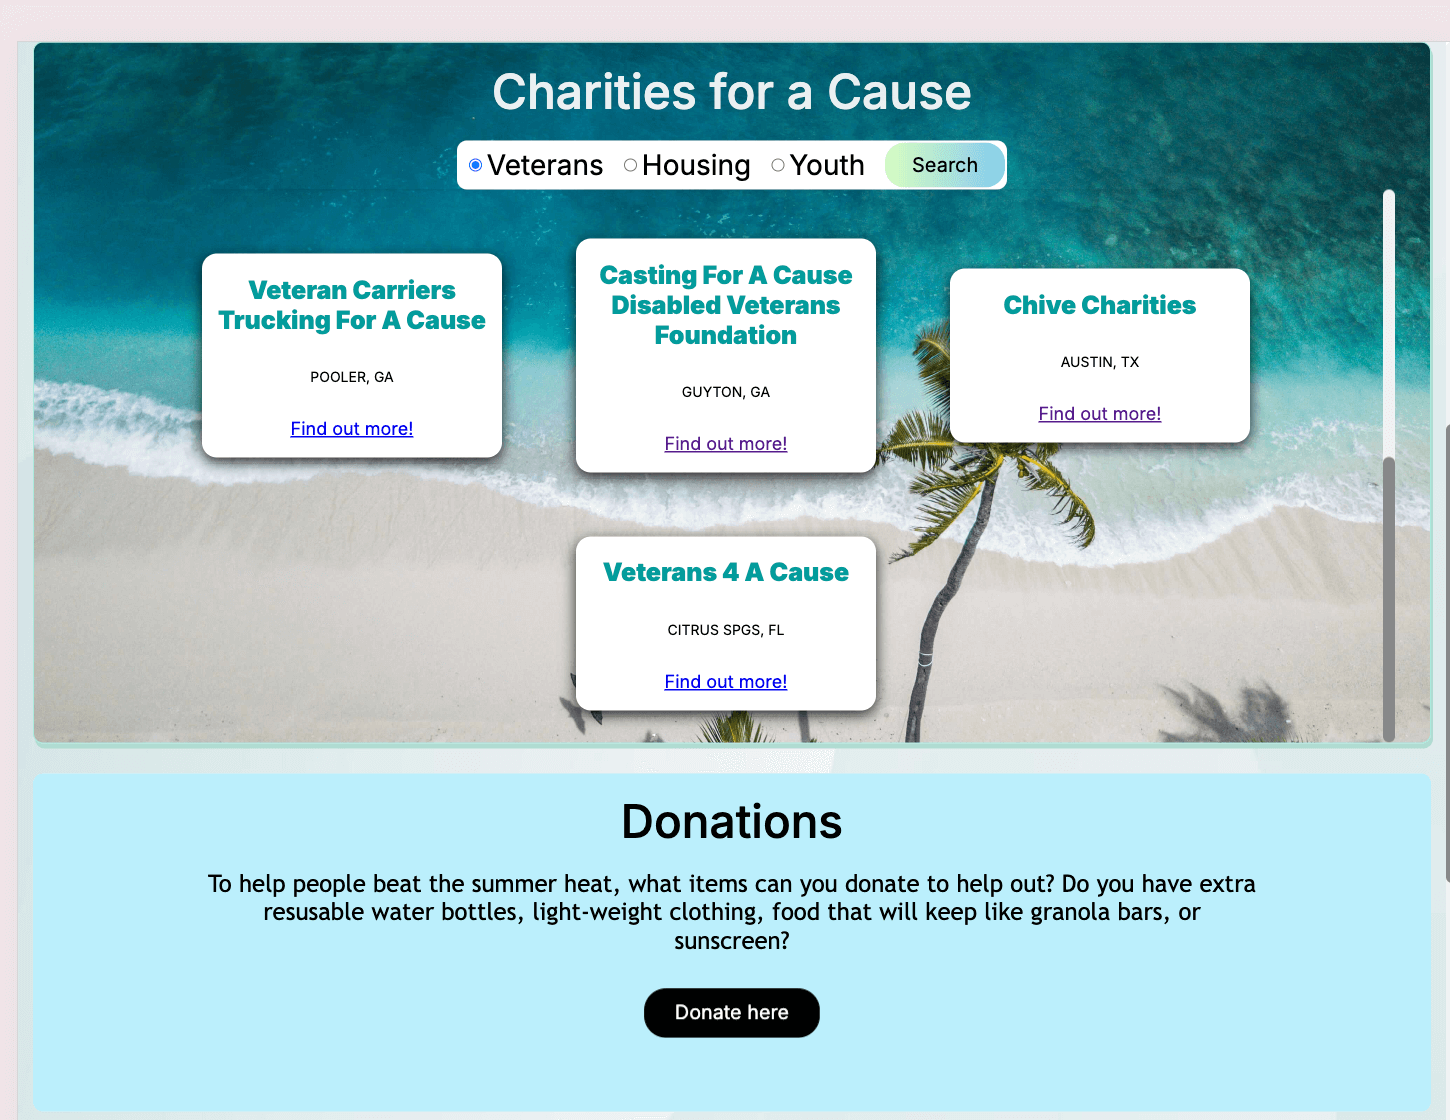 Charities for a Cause
Veterans Housing Youth Search
Veteran Carriers
Trucking For A Cause
POOLER, GA
Find out more!
Casting For A Cause
Disabled Veterans
Foundation
GUYTON, GA
Find out more!
Chive Charities
AUSTIN, TX
Find out more!
Veterans 4 A Cause
CITRUS SPGS, FL
Find out more!
Donations
To help people beat the summer heat, what items can you donate to help out? Do you have extra
resusable water bottles, light-weight clothing, food that will keep like granola bars, or
sunscreen?
Donate here